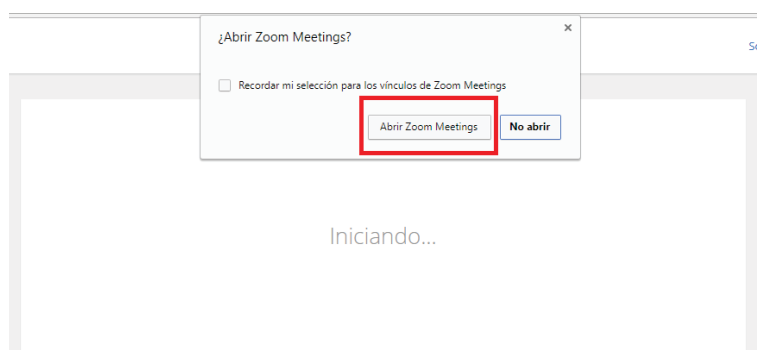 ¿Abrir Zoom Meetings?
×
Recordar mi selección para los vínculos de Zoom Meetings
Abrir Zoom Meetings
No abrir
Iniciando...